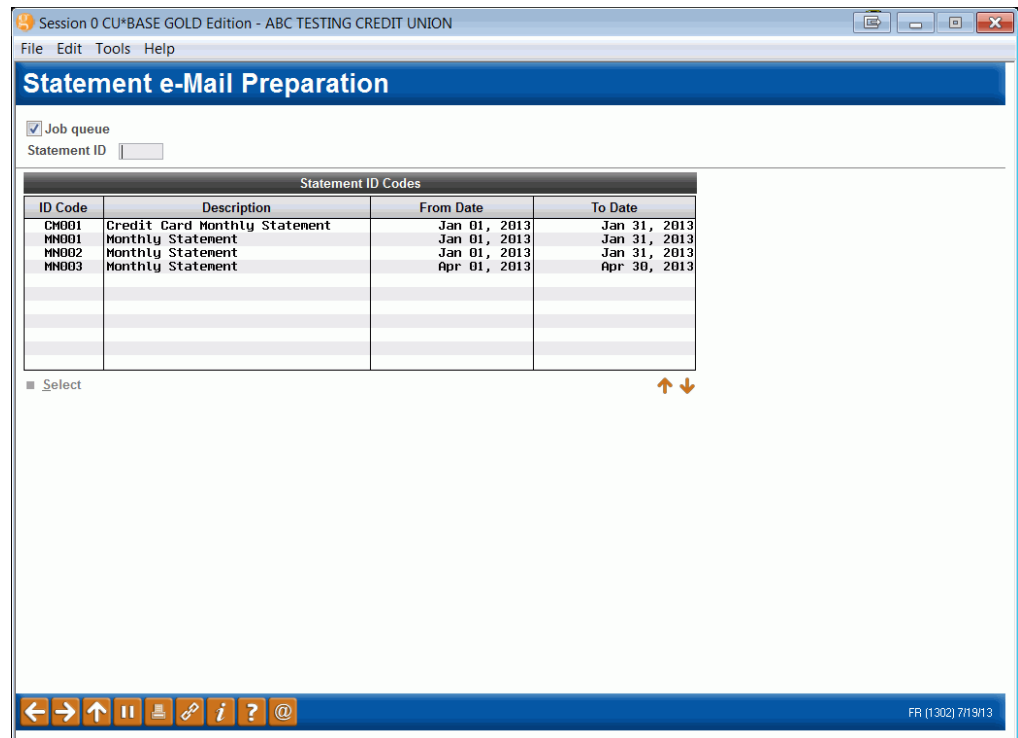 Session 0 CU*BASE GOLD Edition - ABC TESTING CREDIT UNION
File Edit Tools Help
Statement e-Mail Preparation
Job queue
Statement ID
Statement ID Codes
ID Code Description From Date To Date
CM001 Credit Card Monthly Statement Jan 01, 2013 Jan 31, 2013
MN001 Monthly Statement Jan 01, 2013 Jan 31, 2013
MN002 Monthly Statement Jan 01, 2013 Jan 31, 2013
MN003 Monthly Statement Apr 01, 2013 Apr 30, 2013
Select
i ? @
FR (1302) 7/19/13